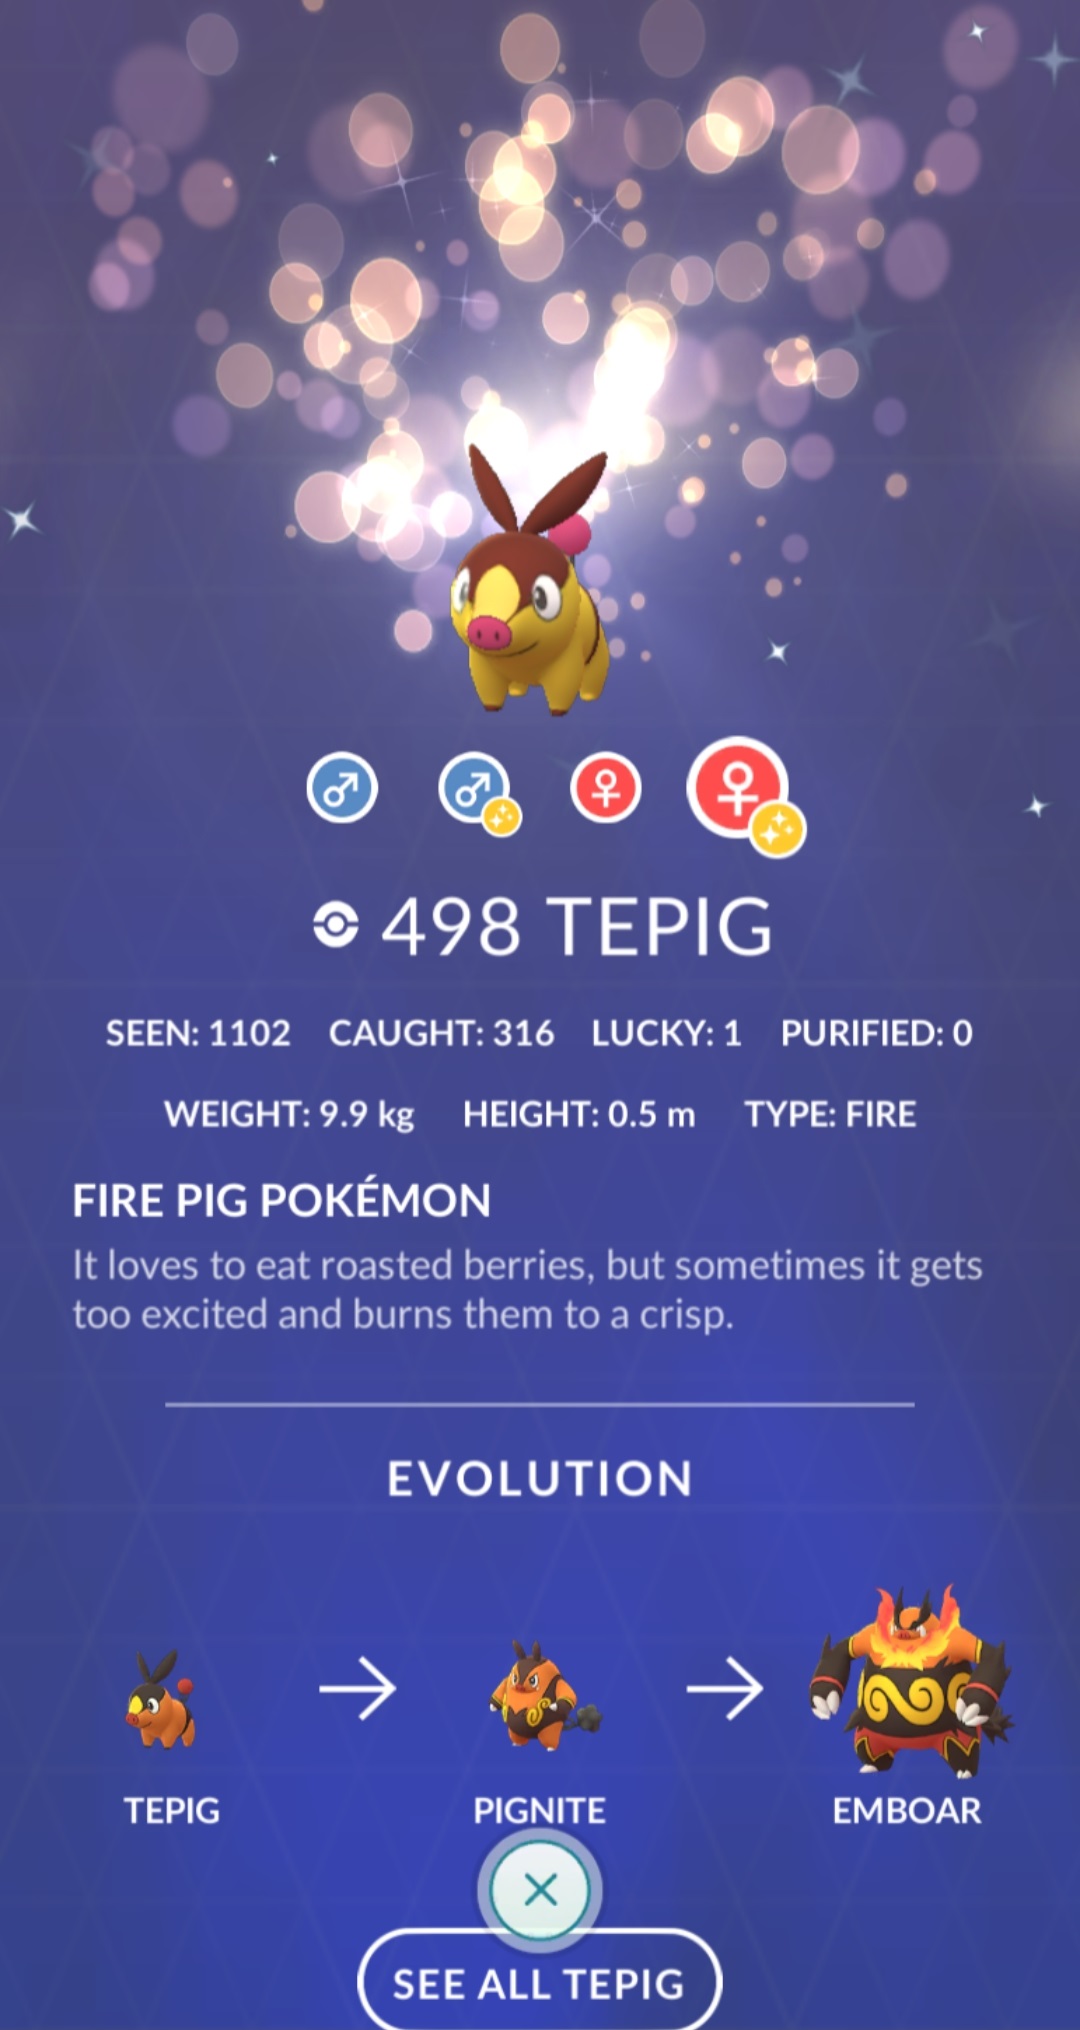 498 TEPIG
SEEN: 1102 CAUGHT: 316 LUCKY: 1 PURIFIED: 0
WEIGHT: 9.9 kg HEIGHT: 0.5 m TYPE: FIRE
FIRE PIG POKÉMON
It loves to eat roasted berries, but sometimes it gets
too excited and burns them to a crisp.
EVOLUTION
TEPIG PIGNITE EMBOAR
SEE ALL TEPIG